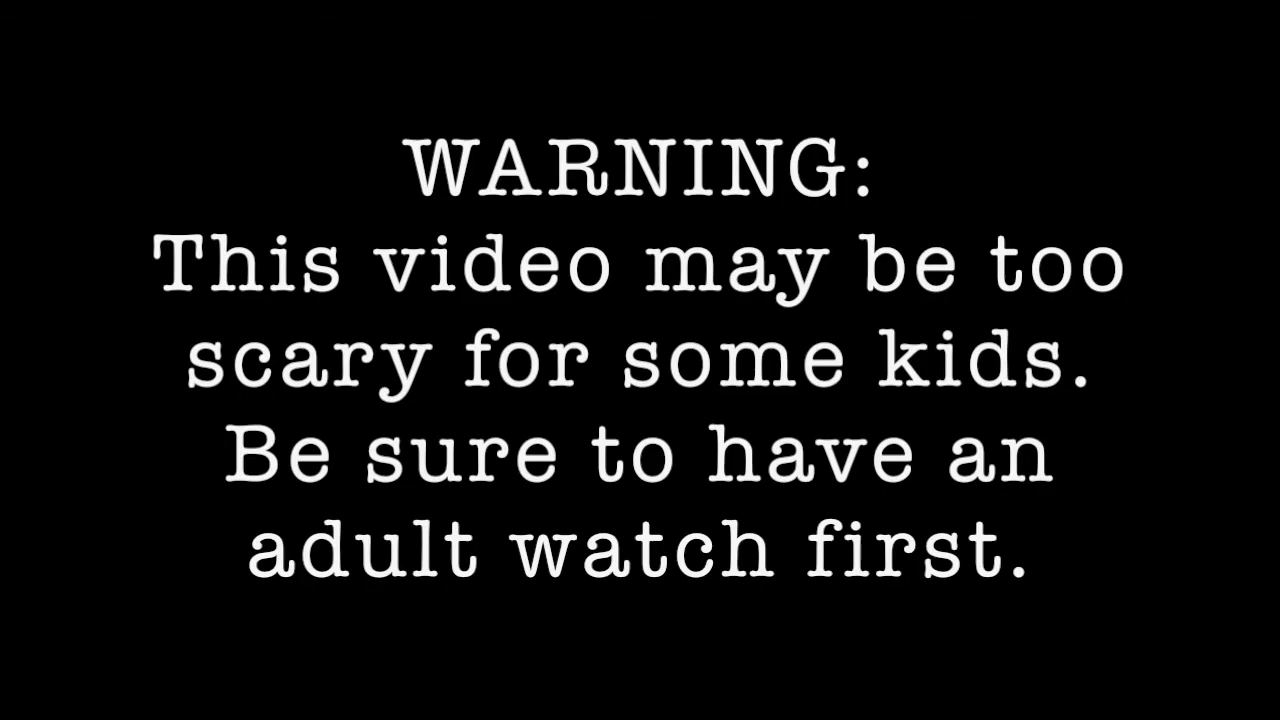 WARNING:
This video may be too
scary for some kids.
Be sure to have an
adult watch first.